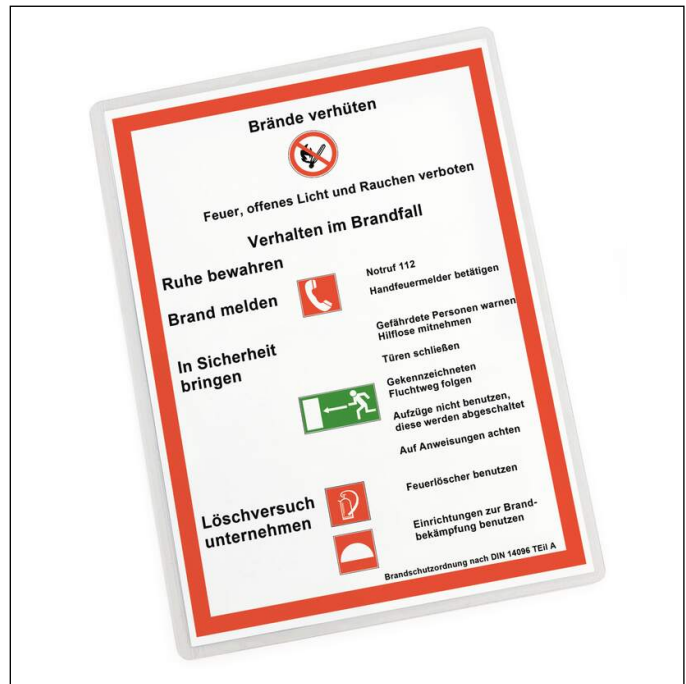 Brände verhüten
Feuer, offenes Licht und Rauchen verboten
Verhalten im Brandfall
Ruhe bewahren
Brand melden
Notruf 112
Handfeuermelder betätigen
In Sicherheit
bringen
Gefährdete Personen warnen
Hilflose mitnehmen
Türen schließen
Gekennzeichneten
Fluchtweg folgen
Aufzüge nicht benutzen,
diese werden abgeschaltet
Auf Anweisungen achten
Löschversuch
unternehmen
Feuerlöscher benutzen
Einrichtungen zur Brand-
bekämpfung benutzen
Brandschutzordnung nach DIN 14096 TEil A